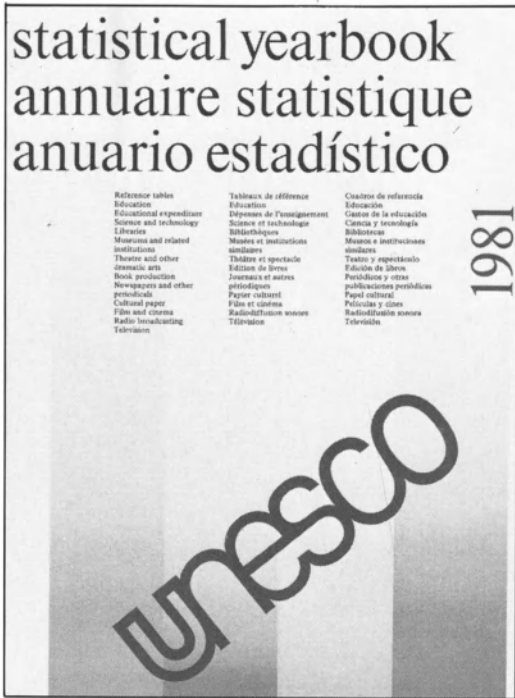 statistical yearbook
annuaire statistique
anuario estadístico
Reference tables
Education
Educational expenditure
Science and technology
Libraries
Museums and related
institutions
Theatre and other
dramatic arts
Book production
Newspapers and other
periodicals
Cultural paper
Film and cinema
Radio broadcasting
Television
Tableaux de référence
Education
Dépenses de l'enseignement
Science et technologie
Bibliothèques
Musées et institutions
similaires
Théâtre et spectacle
Edition de livres
Journaux et autres
périodiques
Papier culturel
Film et cinéma
Radiodiffusion sonore
Télévision
Cuadros de referencia
Educación
Gastos de la educación
Ciencia y tecnología
Bibliotecas
Museos e instituciones
similares
Teatro y espectáculo
Edición de libros
Periódicos y otras
publicaciones periódicas
Papel cultural
Películas y cines
Radiodifusión sonora
Televisión
1981
unesco